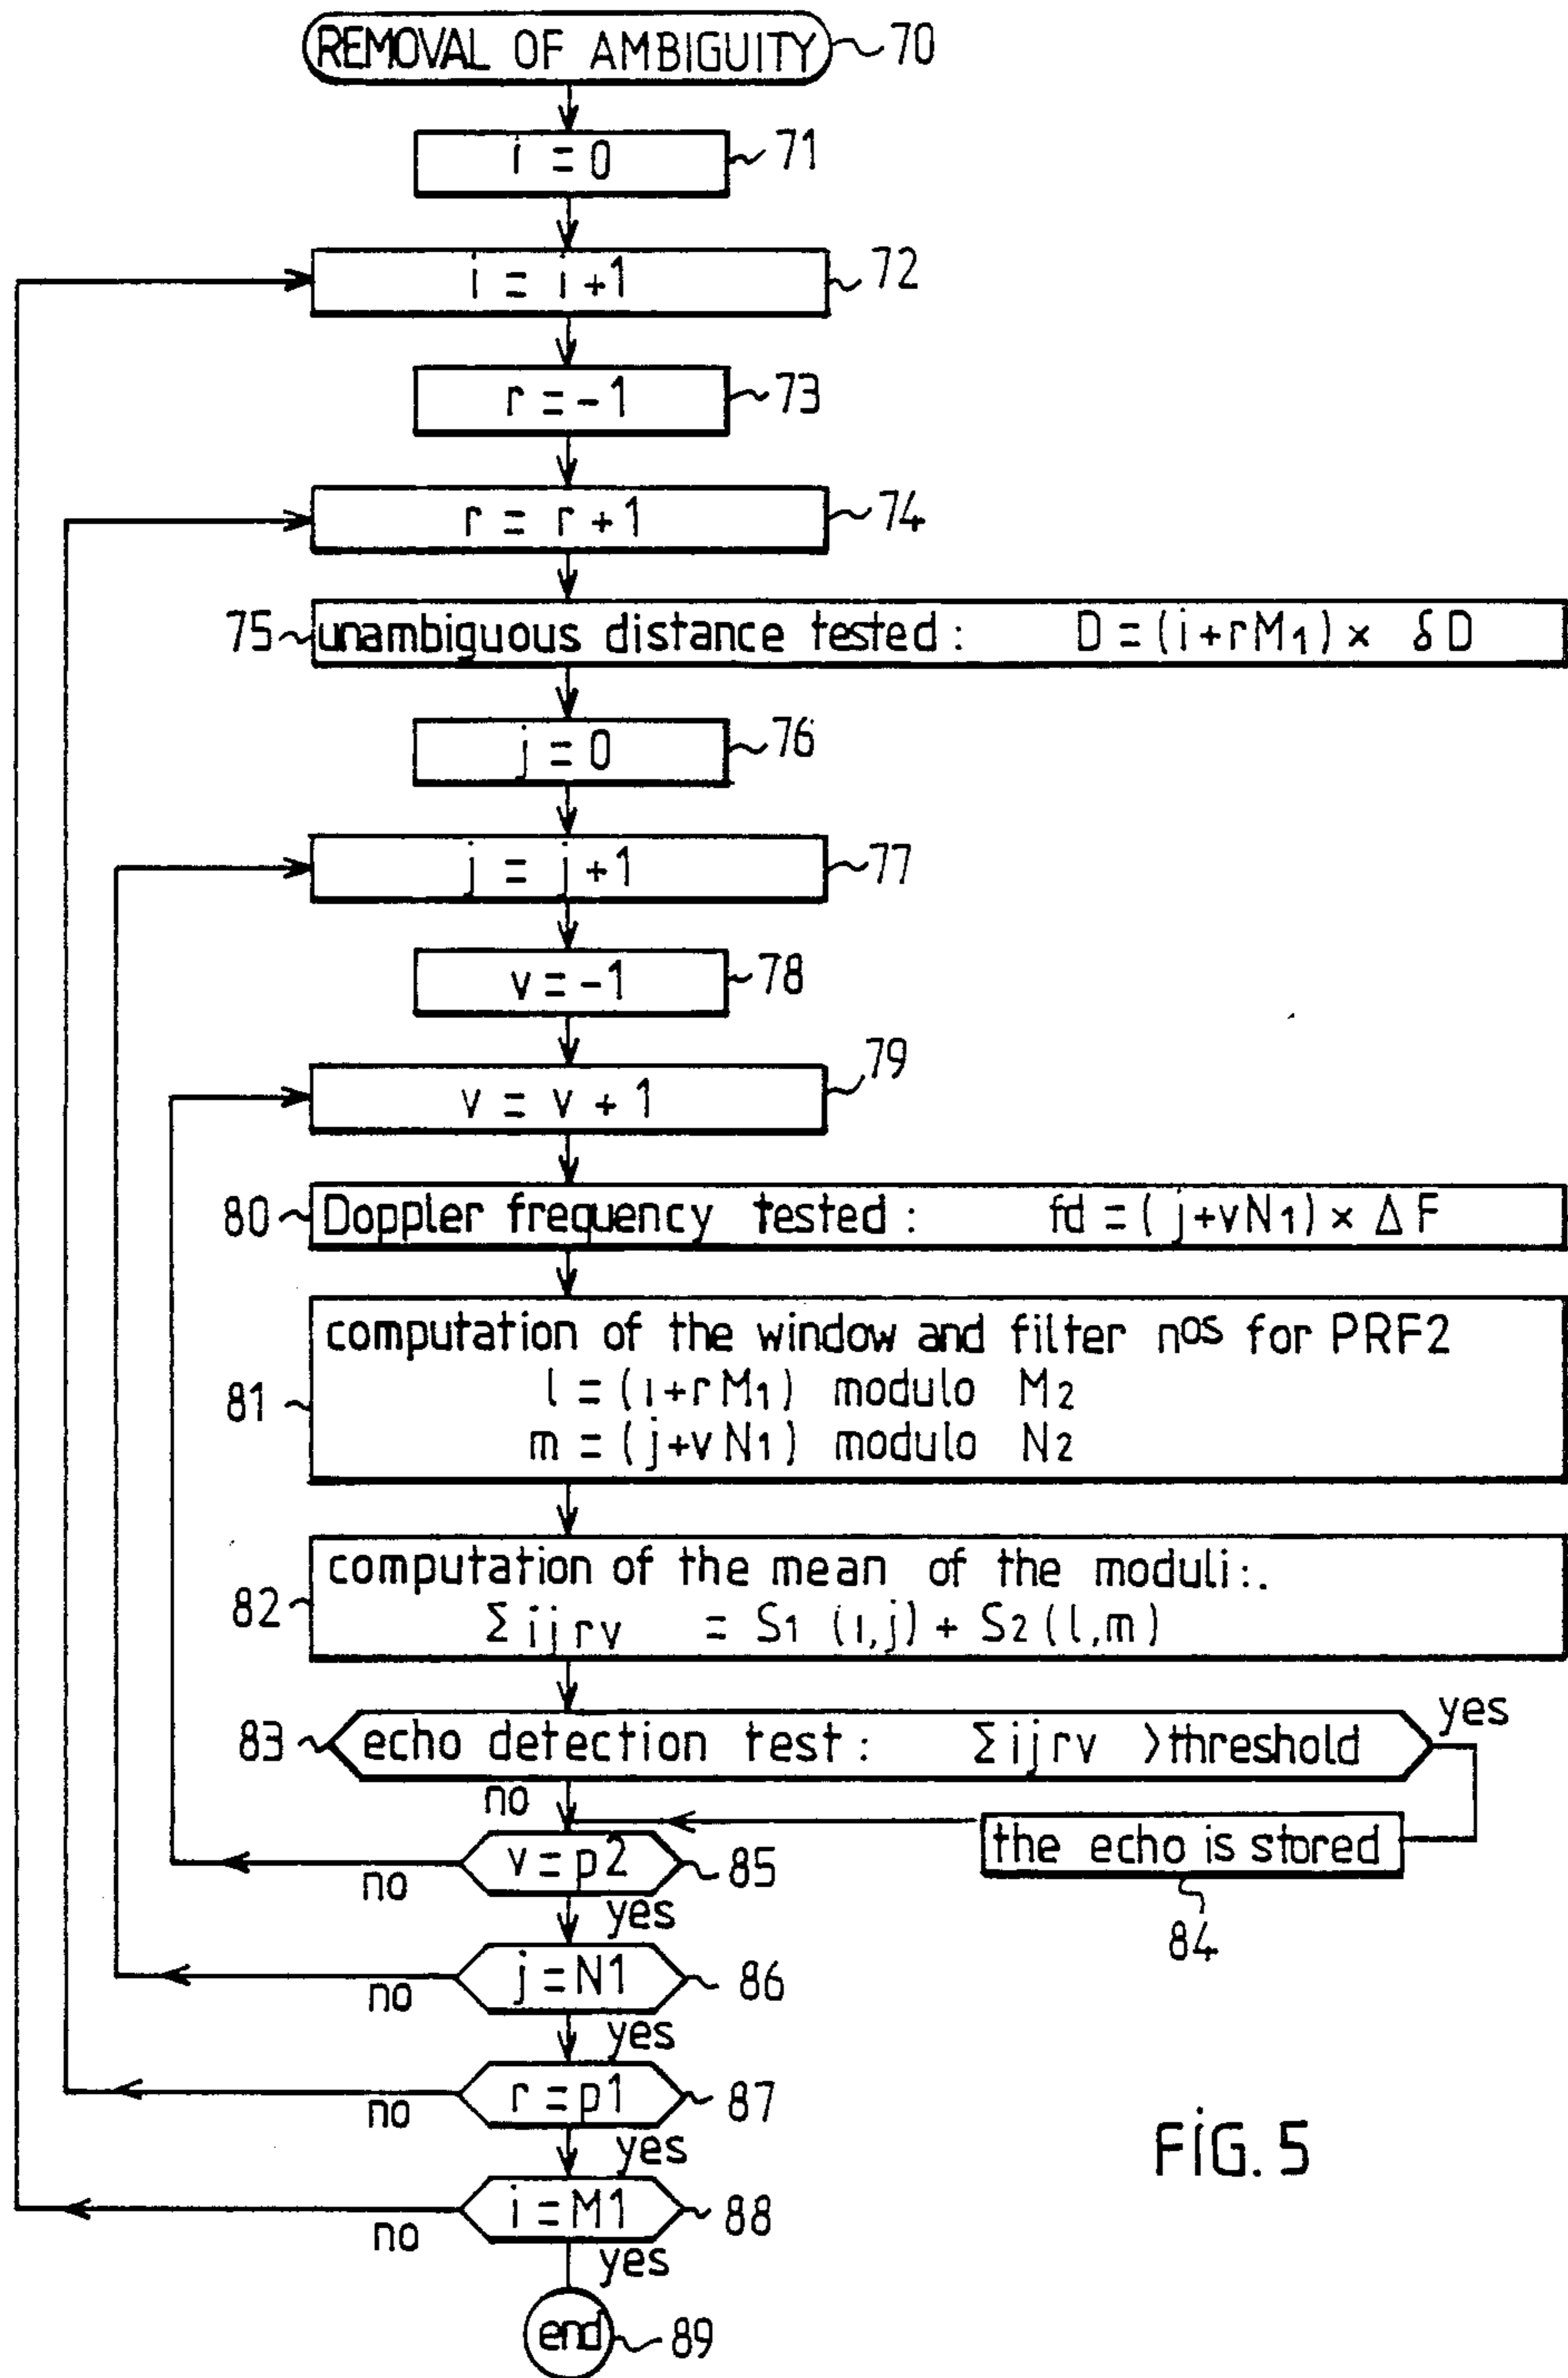 REMOVAL OF AMBIGUITY 70
i = 0 71
i = i+1 72
r = -1 73
r = r+1 74
75 unambiguous distance tested: D = (i+rM1) × δD
j = 0 76
j = j+1 77
v = -1 78
v = v+1 79
80 Doppler frequency tested: fd = (j+vN1) × ΔF
computation of the window and filter nos for PRF2
81 l = (i+rM1) modulo M2
m = (j+vN1) modulo N2
computation of the mean of the moduli:.
82 Σijrv = S1 (i,j) + S2 (l,m)
83 echo detection test: Σijrv >threshold yes
no
the echo is stored
84
v = p2 85
no yes
j = N1 86
no yes
r = p1 87
no yes
i = M1 88
no yes
end 89
FiG. 5